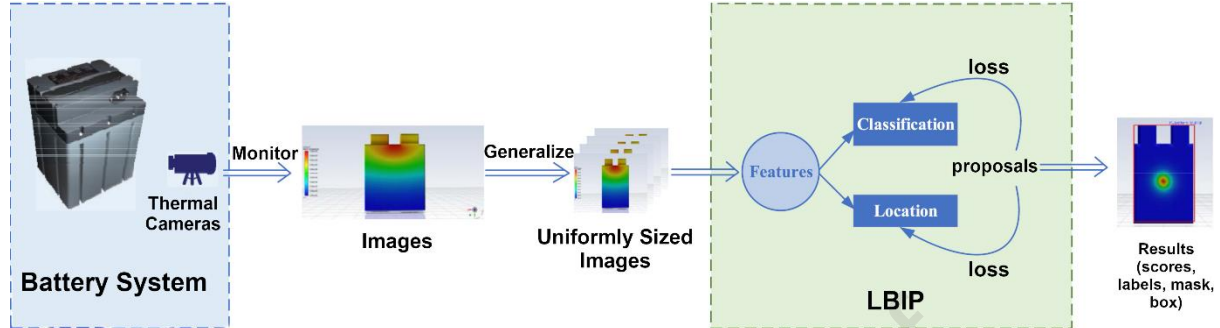 Battery System
Thermal
Cameras
Monitor
Images
Generalize
Uniformly Sized
Images
Features
Classification
Location
loss
proposals
loss
LBIP
Results
(scores,
labels, mask,
box)